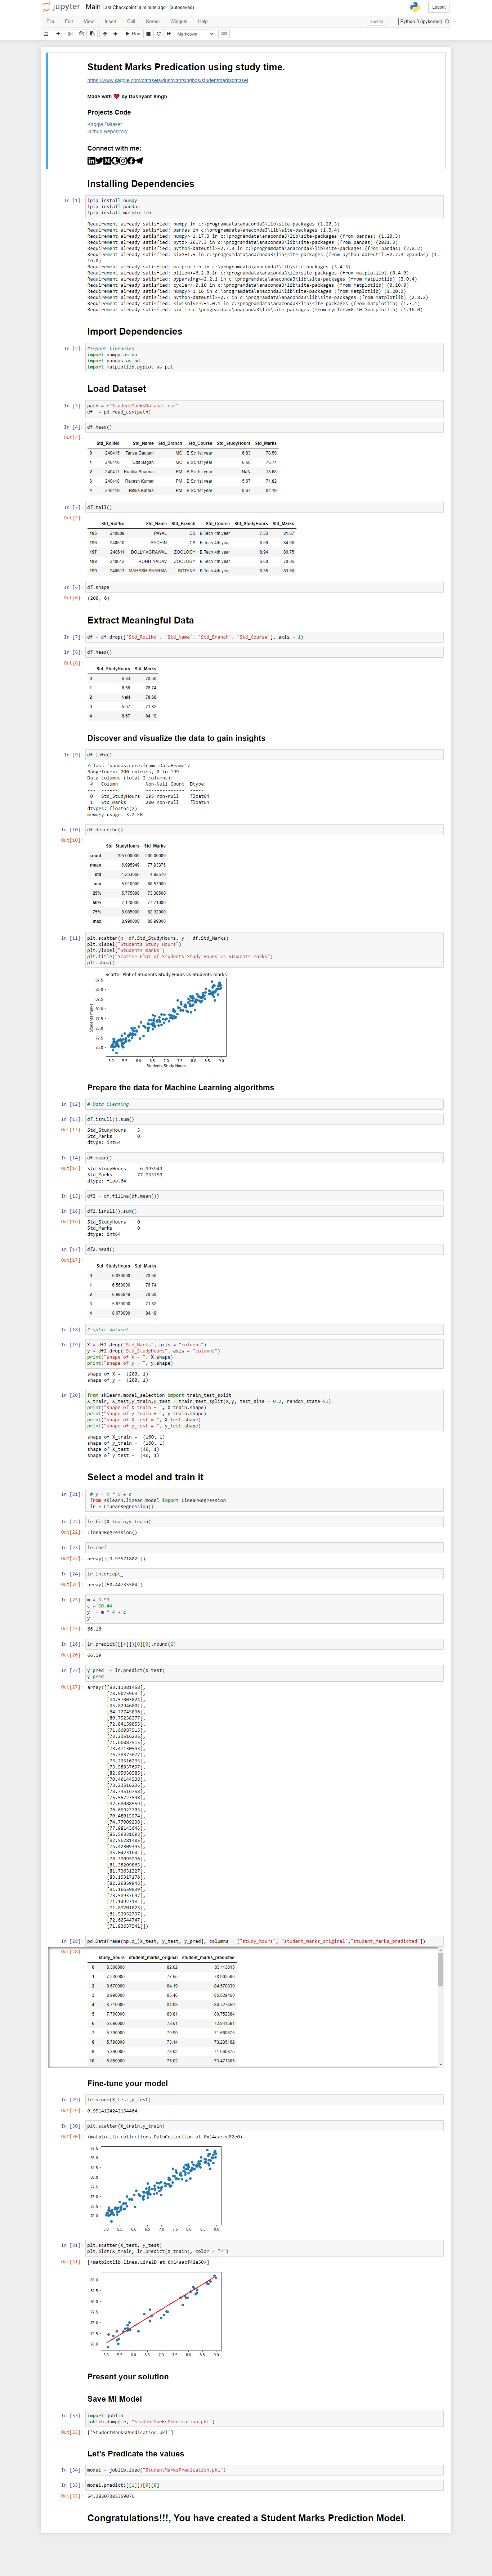 jupyter Main Last Checkpoint: a minute ago (autosaved) Logout
File Edit View Insert Cell Kernel Widgets Help Trusted Python 3 (ipykernel)
Run Markdown
Student Marks Predication using study time.
https://www.kaggle.com/datasets/dushyantsinghds/studentmarksdataset
Made with by Dushyant Singh
Projects Code
Kaggle Dataset
Github Repository
Connect with me:
Installing Dependencies
In [1]: !pip install numpy
!pip install pandas
!pip install matplotlib
Requirement already satisfied: numpy in c:\programdata\anaconda3\lib\site-packages (1.20.3)
Requirement already satisfied: pandas in c:\programdata\anaconda3\lib\site-packages (1.3.4)
Requirement already satisfied: numpy>=1.17.3 in c:\programdata\anaconda3\lib\site-packages (from pandas) (1.20.3)
Requirement already satisfied: pytz>=2017.3 in c:\programdata\anaconda3\lib\site-packages (from pandas) (2021.3)
Requirement already satisfied: python-dateutil>=2.7.3 in c:\programdata\anaconda3\lib\site-packages (from pandas) (2.8.2)
Requirement already satisfied: six>=1.5 in c:\programdata\anaconda3\lib\site-packages (from python-dateutil>=2.7.3->pandas) (1.
16.0)
Requirement already satisfied: matplotlib in c:\programdata\anaconda3\lib\site-packages (3.4.3)
Requirement already satisfied: pillow>=6.2.0 in c:\programdata\anaconda3\lib\site-packages (from matplotlib) (8.4.0)
Requirement already satisfied: pyparsing>=2.2.1 in c:\programdata\anaconda3\lib\site-packages (from matplotlib) (3.0.4)
Requirement already satisfied: cycler>=0.10 in c:\programdata\anaconda3\lib\site-packages (from matplotlib) (0.10.0)
Requirement already satisfied: numpy>=1.16 in c:\programdata\anaconda3\lib\site-packages (from matplotlib) (1.20.3)
Requirement already satisfied: python-dateutil>=2.7 in c:\programdata\anaconda3\lib\site-packages (from matplotlib) (2.8.2)
Requirement already satisfied: kiwisolver>=1.0.1 in c:\programdata\anaconda3\lib\site-packages (from matplotlib) (1.3.1)
Requirement already satisfied: six in c:\programdata\anaconda3\lib\site-packages (from cycler>=0.10->matplotlib) (1.16.0)
Import Dependencies
In [2]: #Import libraries
import numpy as np
import pandas as pd
import matplotlib.pyplot as plt
Load Dataset
In [3]: path = r"StudentMarksDataset.csv"
df = pd.read_csv(path)
In [4]: df.head()
Out[4]:
Std_RollNo Std_Name Std_Branch Std_Course Std_StudyHours Std_Marks
0 240415 Tanya Gautam MC B.Sc 1st year 6.83 78.50
1 240416 Udit Sagan MC B.Sc 1st year 6.56 76.74
2 240417 Kratika Sharma PM B.Sc 1st year NaN 78.68
3 240418 Rakesh Kumar PM B.Sc 1st year 5.67 71.82
4 240419 Ritika Katara PM B.Sc 1st year 8.67 84.19
In [5]: df.tail()
Out[5]:
Std_RollNo Std_Name Std_Branch Std_Course Std_StudyHours Std_Marks
195 240609 PAYAL CS B.Tech 4th year 7.53 81.67
196 240610 SACHIN CS B.Tech 4th year 8.56 84.68
197 240611 DOLLY AGRAWAL ZOOLOGY B.Tech 4th year 8.94 86.75
198 240612 ROHIT YADAV ZOOLOGY B.Tech 4th year 6.60 78.05
199 240613 MAHESH SHARMA BOTANY B.Tech 4th year 8.35 83.50
In [6]: df.shape
Out[6]: (200, 6)
Extract Meaningful Data
In [7]: df = df.drop(['Std_RollNo', 'Std_Name', 'Std_Branch', 'Std_Course'], axis = 1)
In [8]: df.head()
Out[8]:
Std_StudyHours Std_Marks
0 6.83 78.50
1 6.56 76.74
2 NaN 78.68
3 5.67 71.82
4 8.67 84.19
Discover and visualize the data to gain insights
In [9]: df.info()
<class 'pandas.core.frame.DataFrame'>
RangeIndex: 200 entries, 0 to 199
Data columns (total 2 columns):
# Column Non-Null Count Dtype
0 Std_StudyHours 195 non-null float64
1 Std_Marks 200 non-null float64
dtypes: float64(2)
memory usage: 3.2 KB
In [10]: df.describe()
Out[10]:
Std_StudyHours Std_Marks
count 195.000000 200.00000
mean 6.995949 77.93375
std 1.253060 4.92570
min 5.010000 68.57000
25% 5.775000 73.38500
50% 7.120000 77.71000
75% 8.085000 82.32000
max 8.990000 86.99000
In [11]: plt.scatter(x =df.Std_StudyHours, y = df.Std_Marks)
plt.xlabel("Students Study Hours")
plt.ylabel("Students marks")
plt.title("Scatter Plot of Students Study Hours vs Students marks")
plt.show()
Scatter Plot of Students Study Hours vs Students marks
87.5
85.0
82.5
80.0
77.5
75.0
72.5
70.0
Students marks
5.0 5.5 6.0 6.5 7.0 7.5 8.0 8.5 9.0
Students Study Hours
Prepare the data for Machine Learning algorithms
In [12]: # Data Cleaning
In [13]: df.isnull().sum()
Out[13]: Std_StudyHours 5
Std_Marks 0
dtype: int64
In [14]: df.mean()
Out[14]: Std_StudyHours 6.995949
Std_Marks 77.933750
dtype: float64
In [15]: df2 = df.fillna(df.mean())
In [16]: df2.isnull().sum()
Out[16]: Std_StudyHours 0
Std_Marks 0
dtype: int64
In [17]: df2.head()
Out[17]:
Std_StudyHours Std_Marks
0 6.830000 78.50
1 6.560000 76.74
2 6.995949 78.68
3 5.670000 71.82
4 8.670000 84.19
In [18]: # split dataset
In [19]: X = df2.drop("Std_Marks", axis = "columns")
y = df2.drop("Std_StudyHours", axis = "columns")
print("shape of X = ", X.shape)
print("shape of y = ", y.shape)
shape of X = (200, 1)
shape of y = (200, 1)
In [20]: from sklearn.model_selection import train_test_split
X_train, X_test,y_train,y_test = train_test_split(X,y, test_size = 0.2, random_state=51)
print("shape of X_train = ", X_train.shape)
print("shape of y_train = ", y_train.shape)
print("shape of X_test = ", X_test.shape)
print("shape of y_test = ", y_test.shape)
shape of X_train = (160, 1)
shape of y_train = (160, 1)
shape of X_test = (40, 1)
shape of y_test = (40, 1)
Select a model and train it
In [21]: # y = m * x + c
from sklearn.linear_model import LinearRegression
lr = LinearRegression()
In [22]: lr.fit(X_train,y_train)
Out[22]: LinearRegression()
In [23]: lr.coef_
Out[23]: array([[3.93571802]])
In [24]: lr.intercept_
Out[24]: array([50.44735504])
In [25]: m = 3.93
c = 50.44
y = m * 4 + c
y
Out[25]: 66.16
In [26]: lr.predict([[4]])[0][0].round(2)
Out[26]: 66.19
In [27]: y_pred = lr.predict(X_test)
y_pred
Out[27]: array([[83.11381458],
[78.9025963 ],
[84.57003024],
[85.82946001],
[84.72745896],
[80.75238377],
[72.84159055],
[71.66087515],
[73.23516235],
[71.66087515],
[73.47130543],
[76.38373677],
[73.23516235],
[73.58937697],
[82.95638585],
[70.40144538],
[73.23516235],
[78.74516758],
[75.55723598],
[82.68088559],
[76.65923703],
[70.48015974],
[74.77009238],
[77.98143645],
[85.59331693],
[82.56281405],
[76.42309395],
[85.0423164 ],
[78.39095296],
[81.38209865],
[81.73631327],
[83.15317176],
[82.20859943],
[81.10659839],
[73.58937697],
[71.1492318 ],
[71.89701823],
[81.53952737],
[72.60544747],
[71.93637541]])
In [28]: pd.DataFrame(np.c_[X_test, y_test, y_pred], columns = ["study_hours", "student_marks_original","student_marks_predicted"])
Out[28]:
study_hours student_marks_original student_marks_predicted
0 8.300000 82.02 83.113815
1 7.230000 77.55 78.902596
2 8.670000 84.19 84.570030
3 8.990000 85.46 85.829460
4 8.710000 84.03 84.727459
5 7.700000 80.81 80.752384
6 5.690000 73.61 72.841591
7 5.390000 70.90 71.660875
8 5.790000 73.14 73.235162
9 5.390000 73.02 71.660875
10 5.850000 75.02 73.471305
Fine-tune your model
In [29]: lr.score(X_test,y_test)
Out[29]: 0.9514124242154464
In [30]: plt.scatter(X_train,y_train)
Out[30]: <matplotlib.collections.PathCollection at 0x14aaced02e0>
87.5
85.0
82.5
80.0
77.5
75.0
72.5
70.0
5.0 5.5 6.0 6.5 7.0 7.5 8.0 8.5 9.0
In [31]: plt.scatter(X_test, y_test)
plt.plot(X_train, lr.predict(X_train), color = "r")
Out[31]: [<matplotlib.lines.Line2D at 0x14aacf42e50>]
85.0
82.5
80.0
77.5
75.0
72.5
70.0
5.0 5.5 6.0 6.5 7.0 7.5 8.0 8.5 9.0
Present your solution
Save Ml Model
In [33]: import joblib
joblib.dump(lr, "StudentMarksPredication.pkl")
Out[33]: ['StudentMarksPredication.pkl']
Let's Predicate the values
In [34]: model = joblib.load("StudentMarksPredication.pkl")
In [35]: model.predict([[1]])[0][0]
Out[35]: 54.38307305358076
Congratulations!!!, You have created a Student Marks Prediction Model.